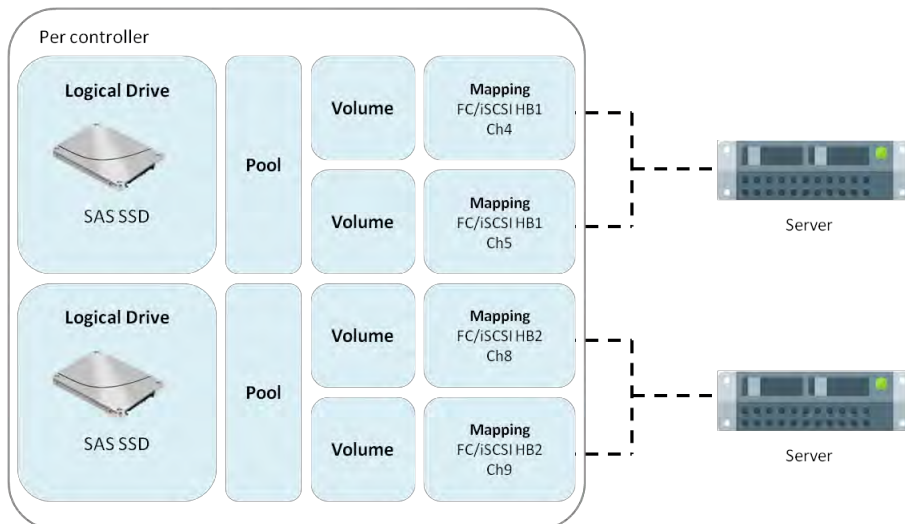 Per controller
Logical Drive
SAS SSD
Pool
Volume
Mapping
FC/iSCSI HB1
Ch4
Volume
Mapping
FC/iSCSI HB1
Ch5
Server
Logical Drive
SAS SSD
Pool
Volume
Mapping
FC/iSCSI HB2
Ch8
Volume
Mapping
FC/iSCSI HB2
Ch9
Server